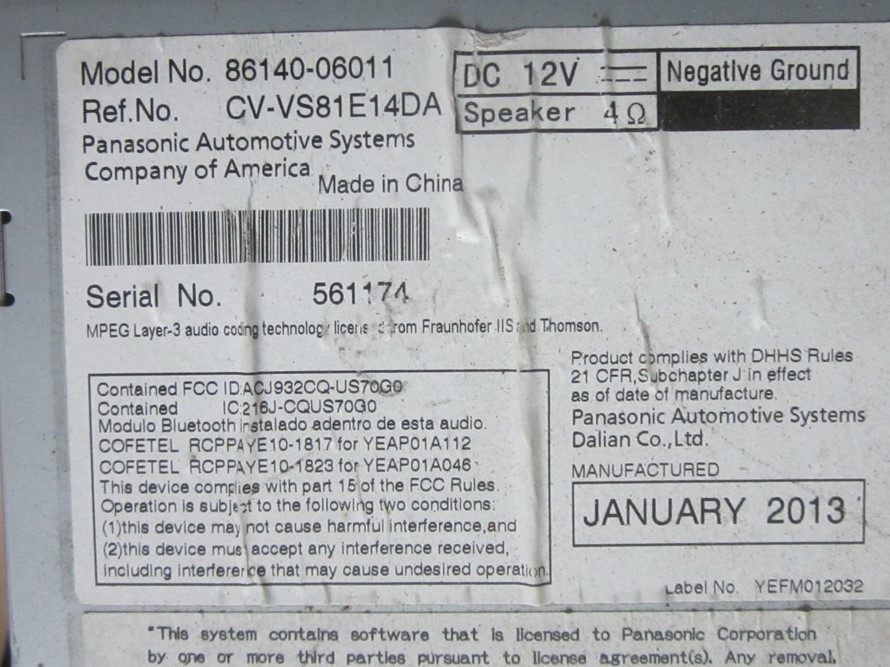 Model No. 86140-06011
Ref.No. CV-VS81E14DA
Panasonic Automotive Systems
Company of America
Made in China
DC 12V
Negative Ground
Speaker 4Ω
Serial No. 561174
MPEG Layer-3 audio coding technology licens from Fraunhofer IIS and Thomson.
Contained FCC ID:ACJ932CQ-US70G0
Contained IC:216J-CQUS70G0
Modulo Bluetooth instalado adentro de esta audio.
COFETEL RCPPAYE10-1817 for YEAP01A112
COFETEL RCPPAYE10-1823 for YEAP01A046
This device complies with part 15 of the FCC Rules.
Operation is subject to the following two conditions:
(1)this device may not cause harmful interference,and
(2)this device must accept any interference received,
including interference that may cause undesired operation.
Product complies with DHHS Rules
21 CFR,Subchapter J in effect
as of date of manufacture.
Panasonic Automotive Systems
Dalian Co.,Ltd.
MANUFACTURED
JANUARY 2013
Label No. YEFM012032
"This system contains software that is licensed to Panasonic Corporation
by one or more third parties pursuant to license agreement(s). Any removal,